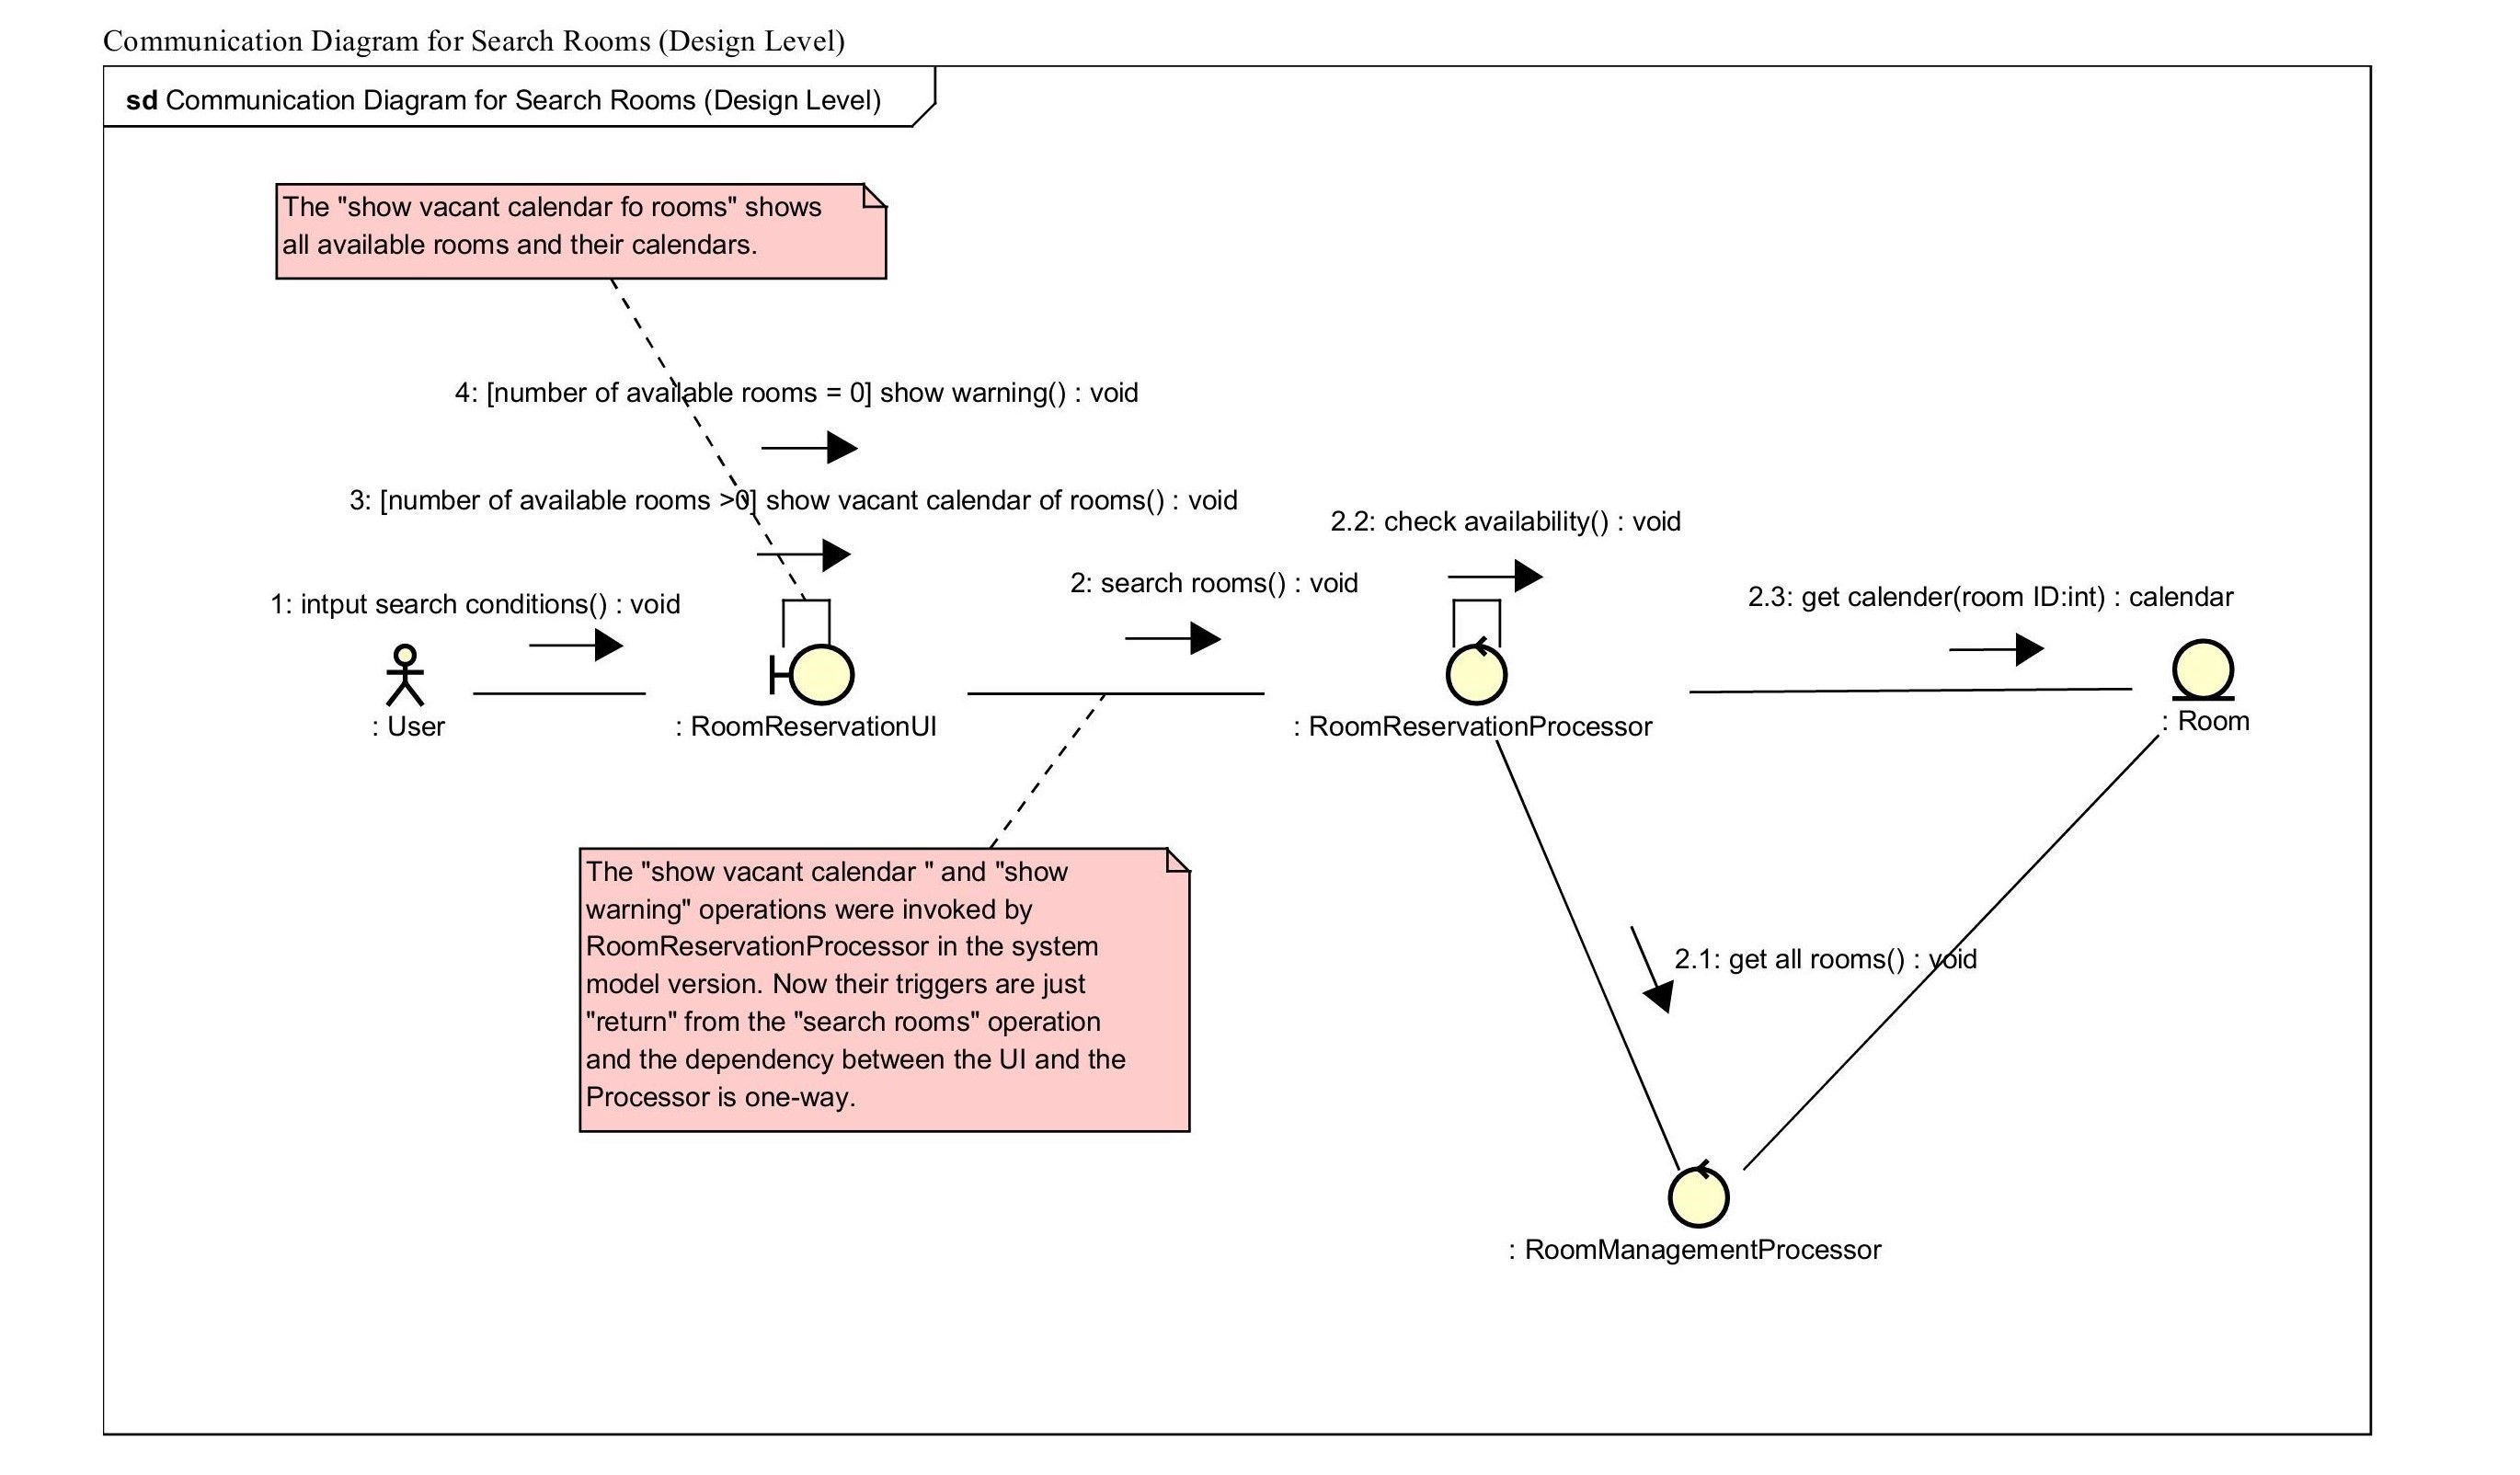 Communication Diagram for Search Rooms (Design Level)
sd Communication Diagram for Search Rooms (Design Level)
The "show vacant calendar fo rooms" shows
all available rooms and their calendars.
4: [number of available rooms = 0] show warning() : void
3: [number of available rooms >0] show vacant calendar of rooms() : void
2.2: check availability() : void
1: intput search conditions() : void
2: search rooms() : void
2.3: get calender(room ID:int) : calendar
: User
: RoomReservationUI
: RoomReservationProcessor
: Room
The "show vacant calendar " and "show
warning" operations were invoked by
RoomReservationProcessor in the system
model version. Now their triggers are just
"return" from the "search rooms" operation
and the dependency between the UI and the
Processor is one-way.
2.1: get all rooms() : void
: RoomManagementProcessor